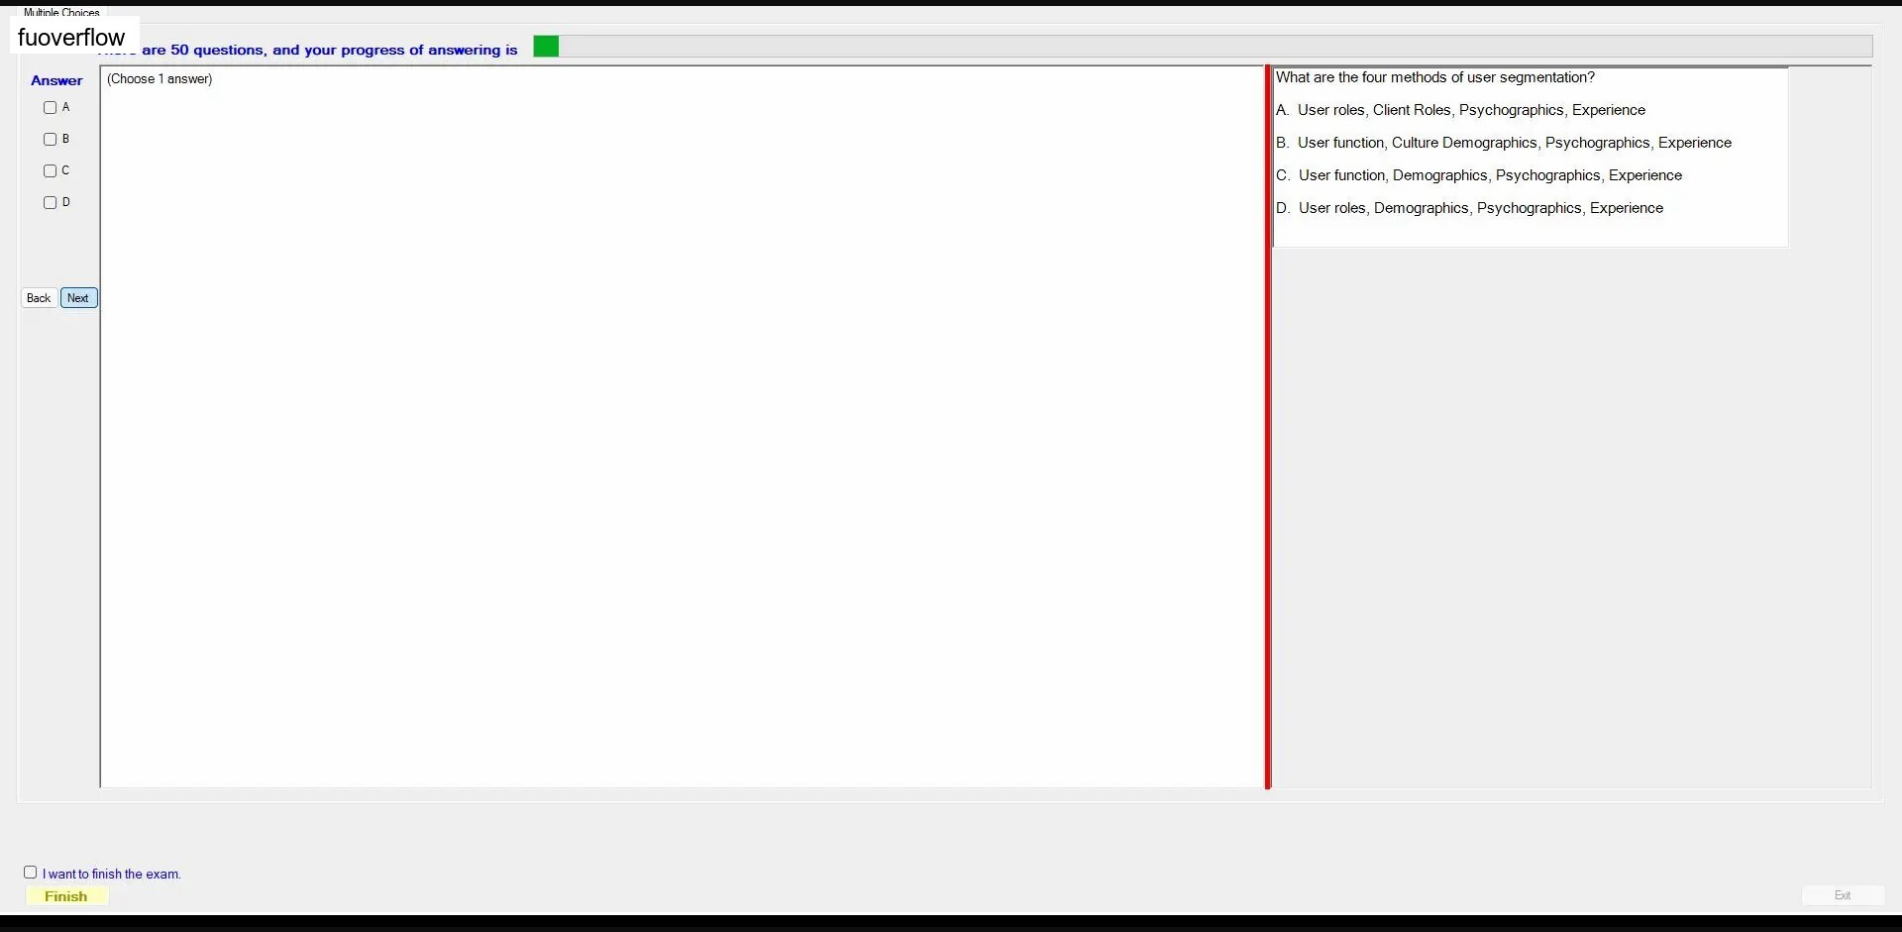 Multiple Choices
fuoverflow
are 50 questions, and your progress of answering is
Answer
(Choose 1 answer)
A
B
C
D
Back Next
What are the four methods of user segmentation?
A. User roles, Client Roles, Psychographics, Experience
B. User function, Culture Demographics, Psychographics, Experience
C. User function, Demographics, Psychographics, Experience
D. User roles, Demographics, Psychographics, Experience
I want to finish the exam.
Finish
Exit